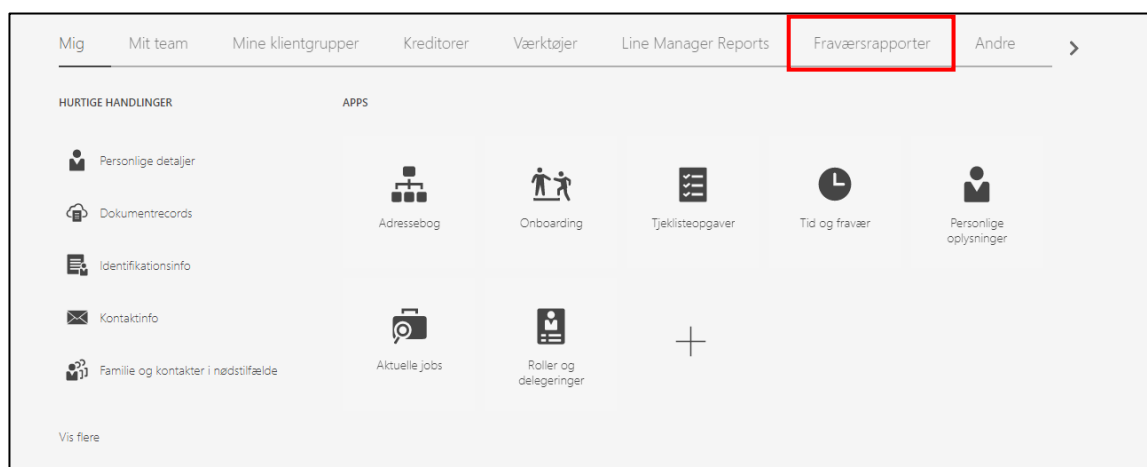 Mig Mit team Mine klientgrupper Kreditorer Værktøjer Line Manager Reports Fraværsrapporter Andre
HURTIGE HANDLINGER
APPS
Personlige detaljer
Dokumentrecords
Identifikationsinfo
Kontaktinfo
Familie og kontakter i nødstilfælde
Vis flere
Adressebog
Onboarding
Tjeklisteopgaver
Tid og fravær
Personlige
oplysninger
Aktuelle jobs
Roller og
delegeringer